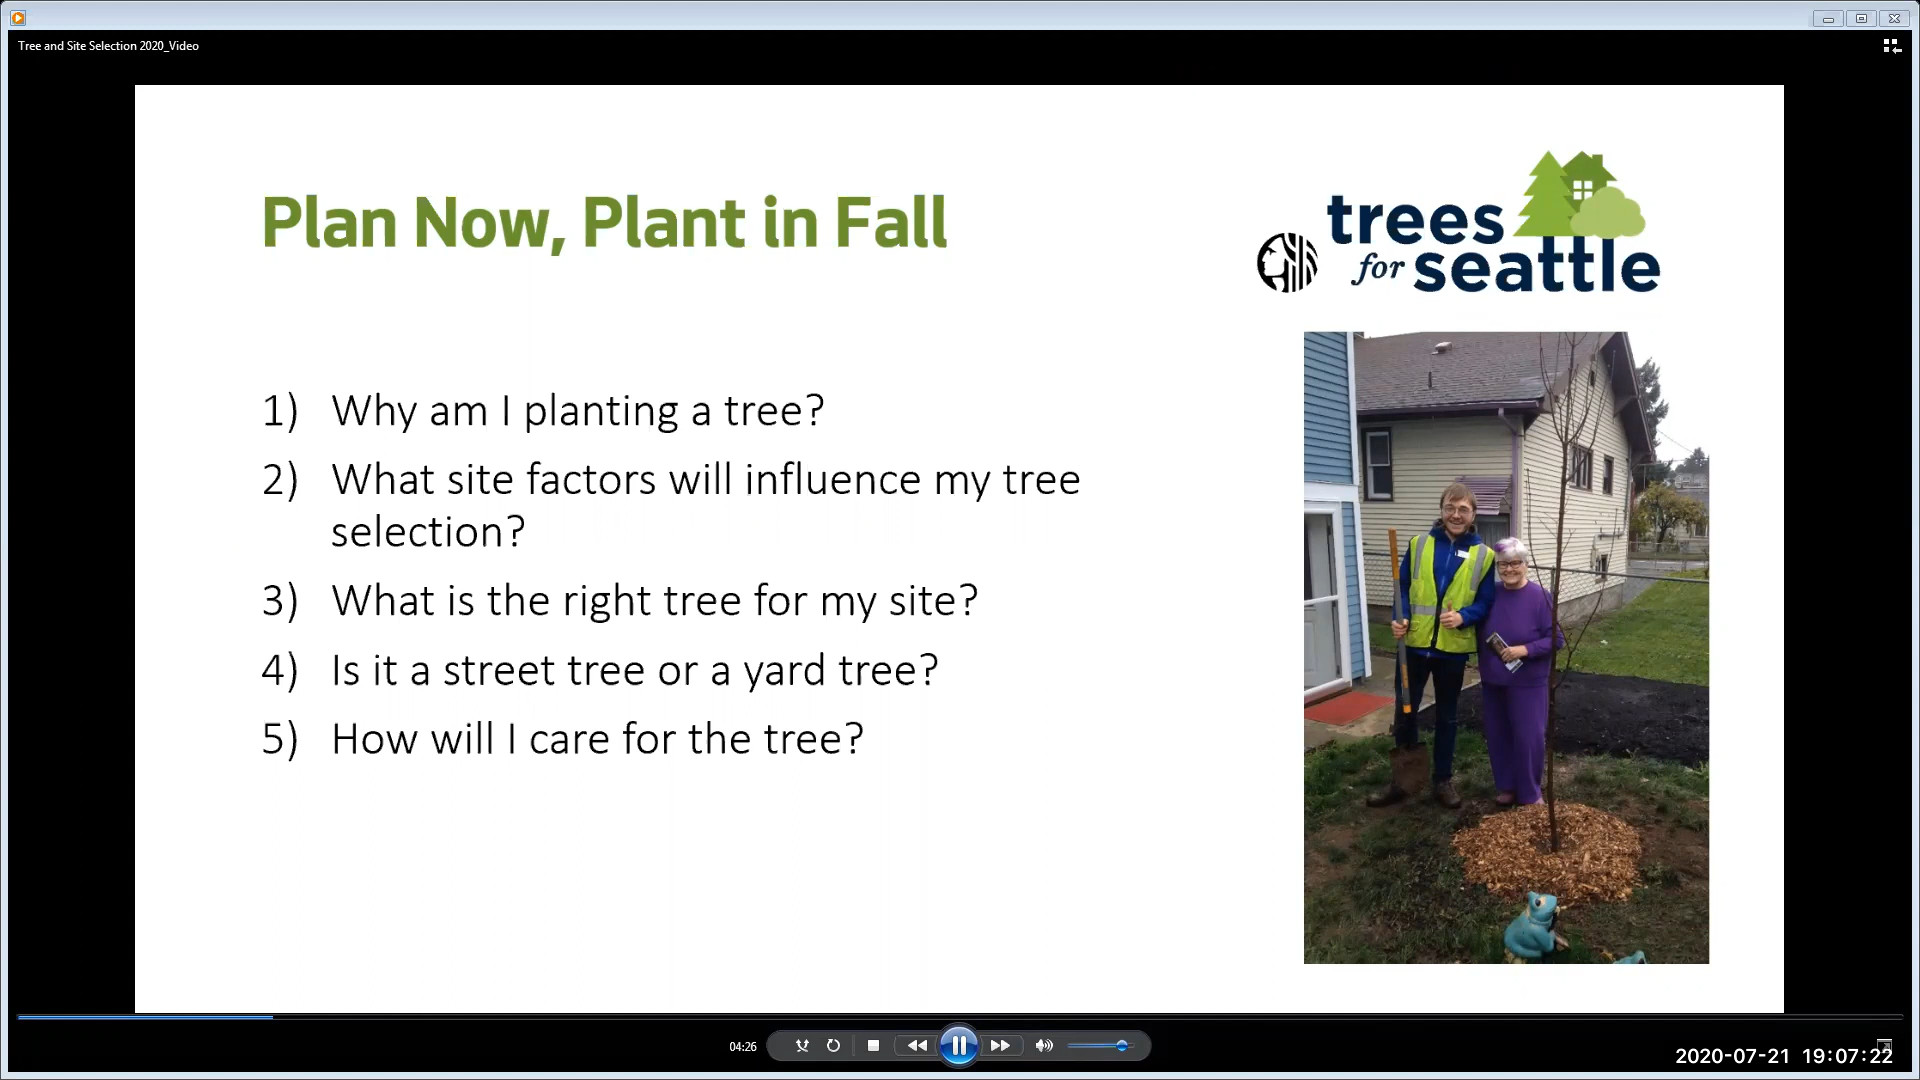 Tree and Site Selection 2020_Video
Plan Now, Plant in Fall
trees
for seattle
1) Why am I planting a tree?
2) What site factors will influence my tree
selection?
3) What is the right tree for my site?
4) Is it a street tree or a yard tree?
5) How will I care for the tree?
04:26
2020-07-21 19:07:22